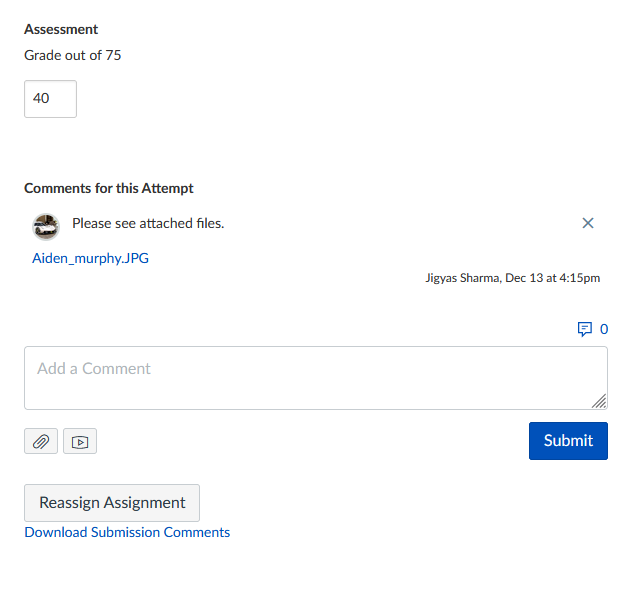 Assessment
Grade out of 75
40
Comments for this Attempt
Please see attached files.
Aiden_murphy.JPG
Jigyas Sharma, Dec 13 at 4:15pm
0
Add a Comment
Submit
Reassign Assignment
Download Submission Comments